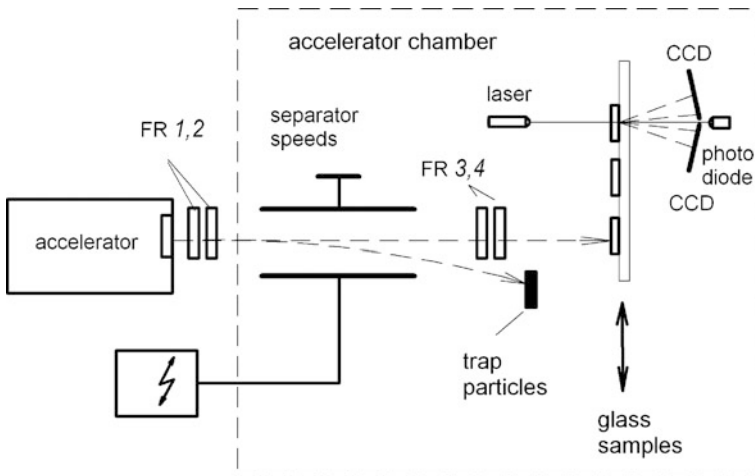 accelerator chamber
CCD
laser
separator
speeds
FR 1,2
FR 3,4
photo
diode
CCD
accelerator
trap
particles
glass
samples